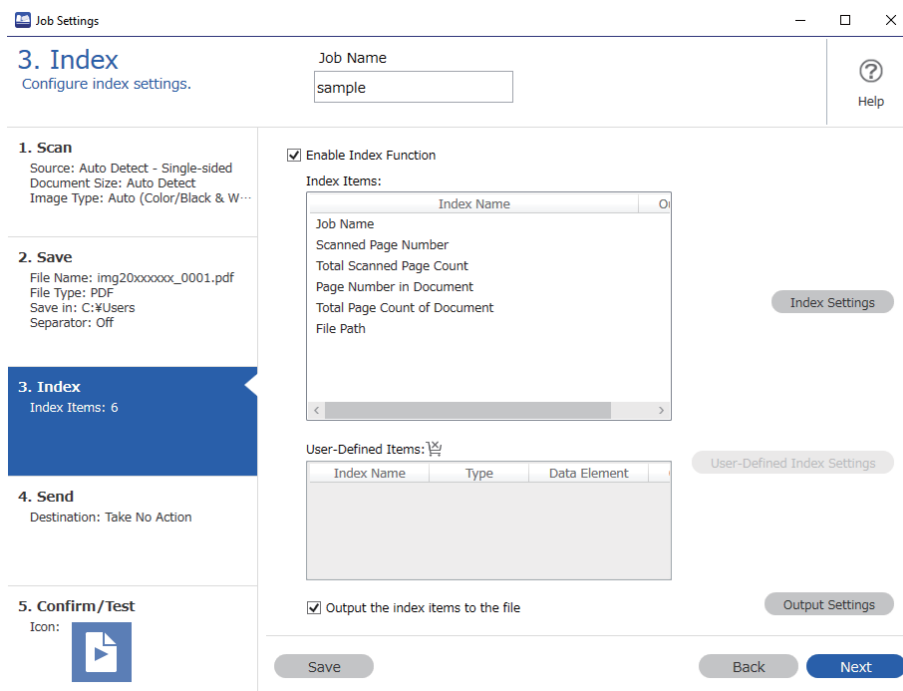 Job Settings
3. Index
Configure index settings.
Job Name
sample
Help
1. Scan
Source: Auto Detect - Single-sided
Document Size: Auto Detect
Image Type: Auto (Color/Black & W···
2. Save
File Name: img20xxxxxx_0001.pdf
File Type: PDF
Save in: C:¥Users
Separator: Off
3. Index
Index Items: 6
4. Send
Destination: Take No Action
5. Confirm/Test
Icon:
Enable Index Function
Index Items:
Index Name
Job Name
Scanned Page Number
Total Scanned Page Count
Page Number in Document
Total Page Count of Document
File Path
Index Settings
User-Defined Items:
Index Name Type Data Element
User-Defined Index Settings
Output the index items to the file
Output Settings
Save
Back
Next